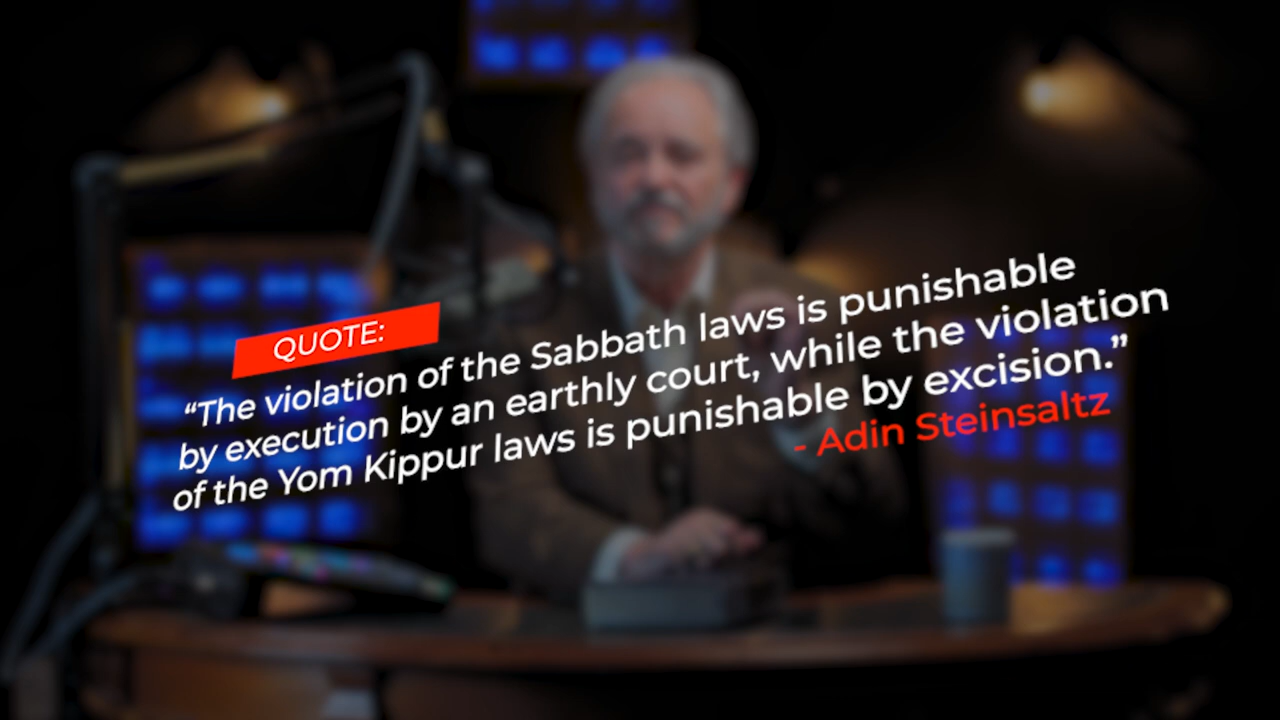 QUOTE:
“The violation of the Sabbath laws is punishable
by execution by an earthly court, while the violation
of the Yom Kippur laws is punishable by excision.”
- Adin Steinsaltz